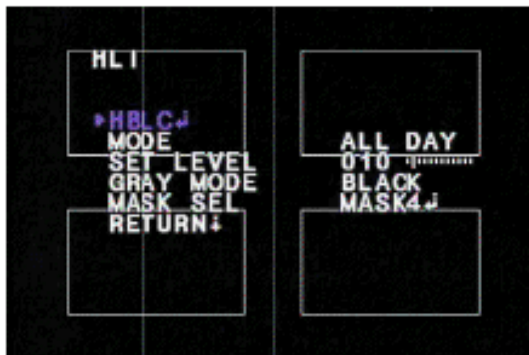 HLI
HBLC↲
MODE ALL DAY
SET LEVEL 010
GRAY MODE BLACK
MASK SEL MASK4↲
RETURN↓